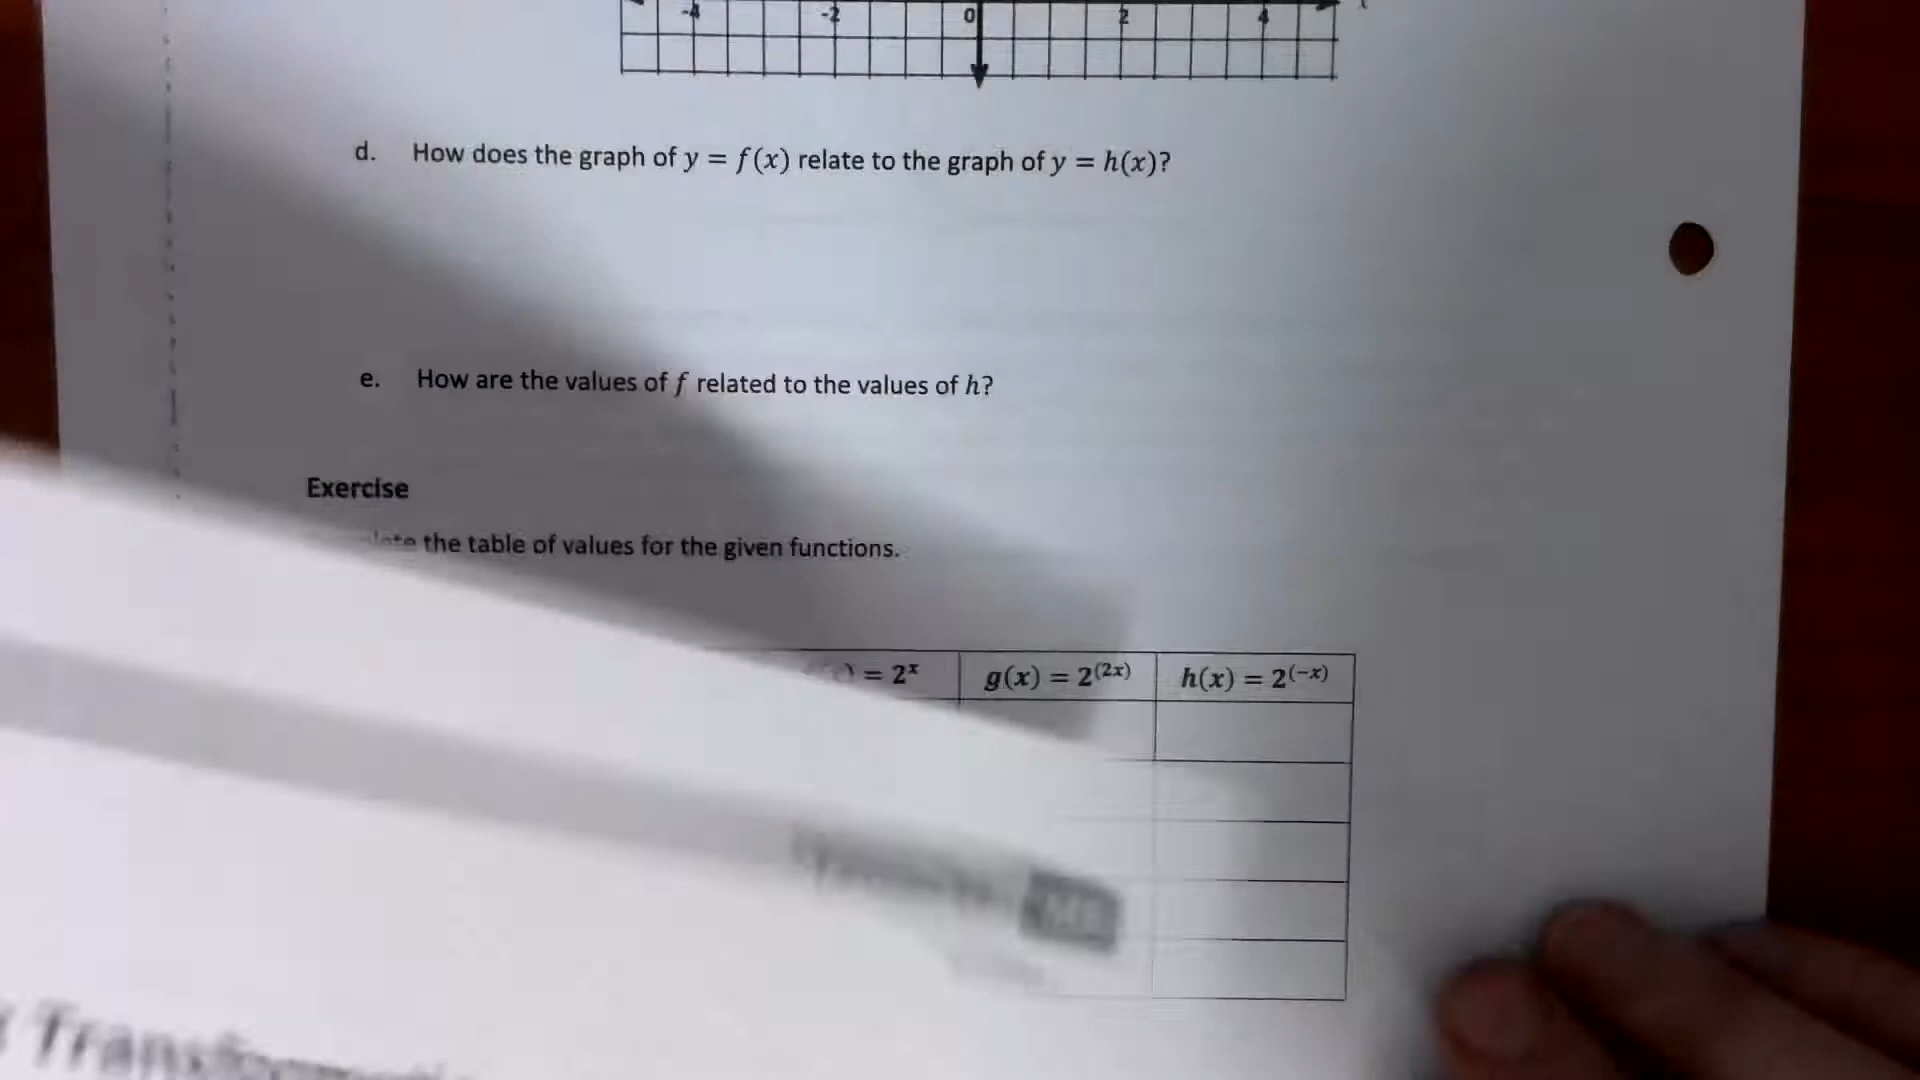 -4 -2 0 2 4
d. How does the graph of y = f(x) relate to the graph of y = h(x)?
e. How are the values of f related to the values of h?
Exercise
the table of values for the given functions.
) = 2ˣ g(x) = 2⁽²ˣ⁾ h(x) = 2⁽⁻ˣ⁾